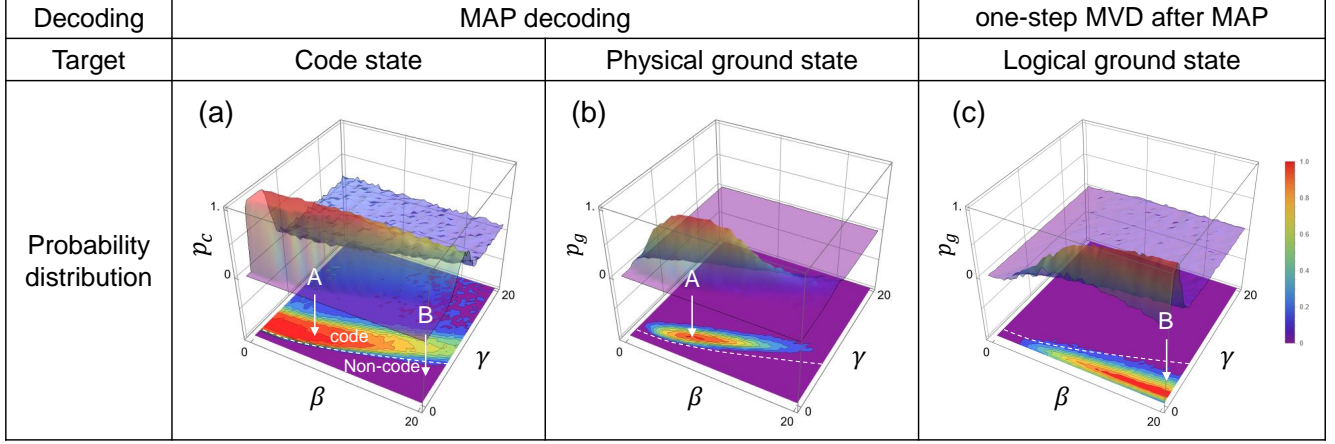 Decoding
MAP decoding
one-step MVD after MAP
Target
Code state
Physical ground state
Logical ground state
Probability
distribution
(a)
1.
p_c
0
A
B
code
Non-code
0
β
20
0
γ
20
(b)
1.
p_g
0
A
0
β
20
0
γ
20
(c)
1.
p_g
0
B
0
β
20
0
γ
20
1.0
0.8
0.6
0.4
0.2
0